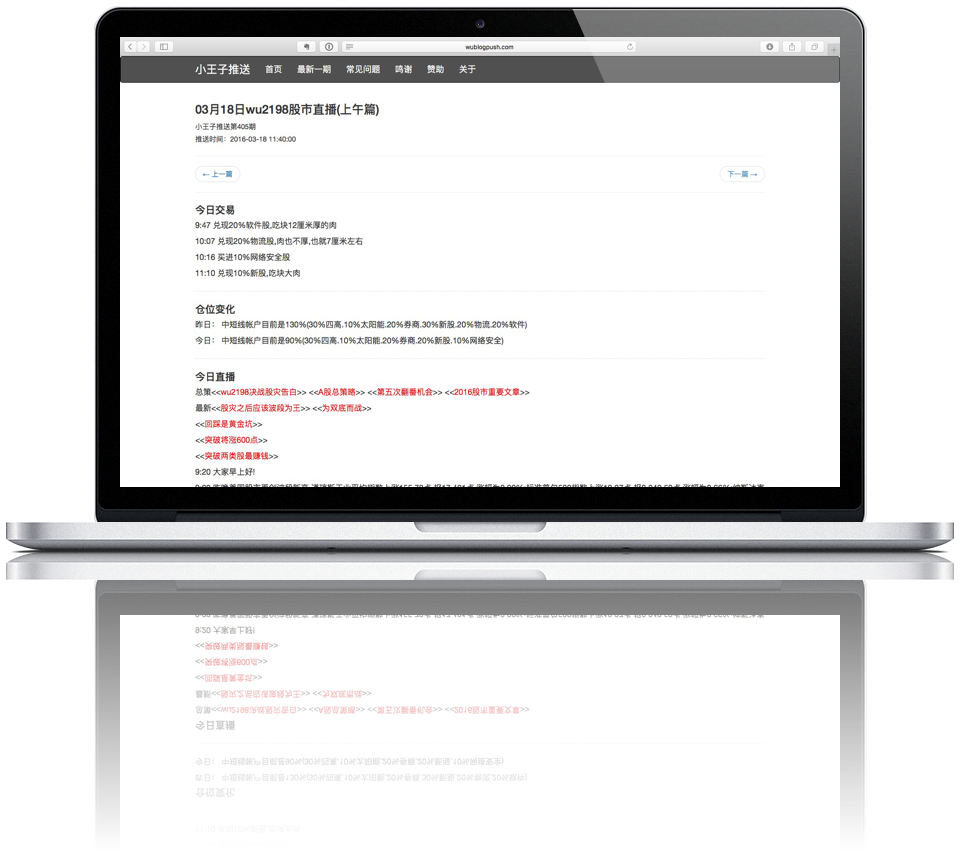 wublogpush.com
小王子推送 首页 最新一期 常见问题 鸣谢 赞助 关于
03月18日wu2198股市直播(上午篇)
小王子推送第405期
推送时间：2016-03-18 11:40:00
← 上一篇 下一篇 →
今日交易
9:47 兑现20%软件股,吃块12厘米厚的肉
10:07 兑现20%物流股,肉也不厚,也就7厘米左右
10:16 买进10%网络安全股
11:10 兑现10%新股,吃块大肉
仓位变化
昨日： 中短线帐户目前是130%(30%四高.10%太阳能.20%券商.30%新股.20%物流.20%软件)
今日： 中短线帐户目前是90%(30%四高.10%太阳能.20%券商.20%新股.10%网络安全)
今日直播
总策<<wu2198决战股灾告白>> <<A股总策略>> <<第五次翻番机会>> <<2016股市重要文章>>
最新<<股灾之后应该波段为王>> <<为双底而战>>
<<回踩是黄金坑>>
<<突破将涨600点>>
<<突破两类股最赚钱>>
9:20 大家早上好!